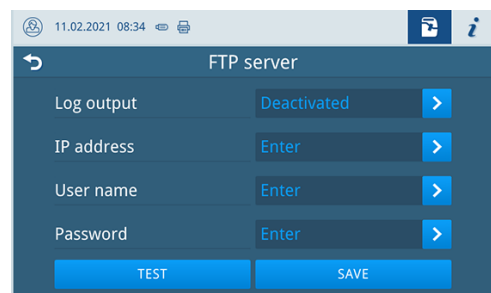 11.02.2021 08:34
i
FTP server
Log output Deactivated
IP address Enter
User name Enter
Password Enter
TEST SAVE